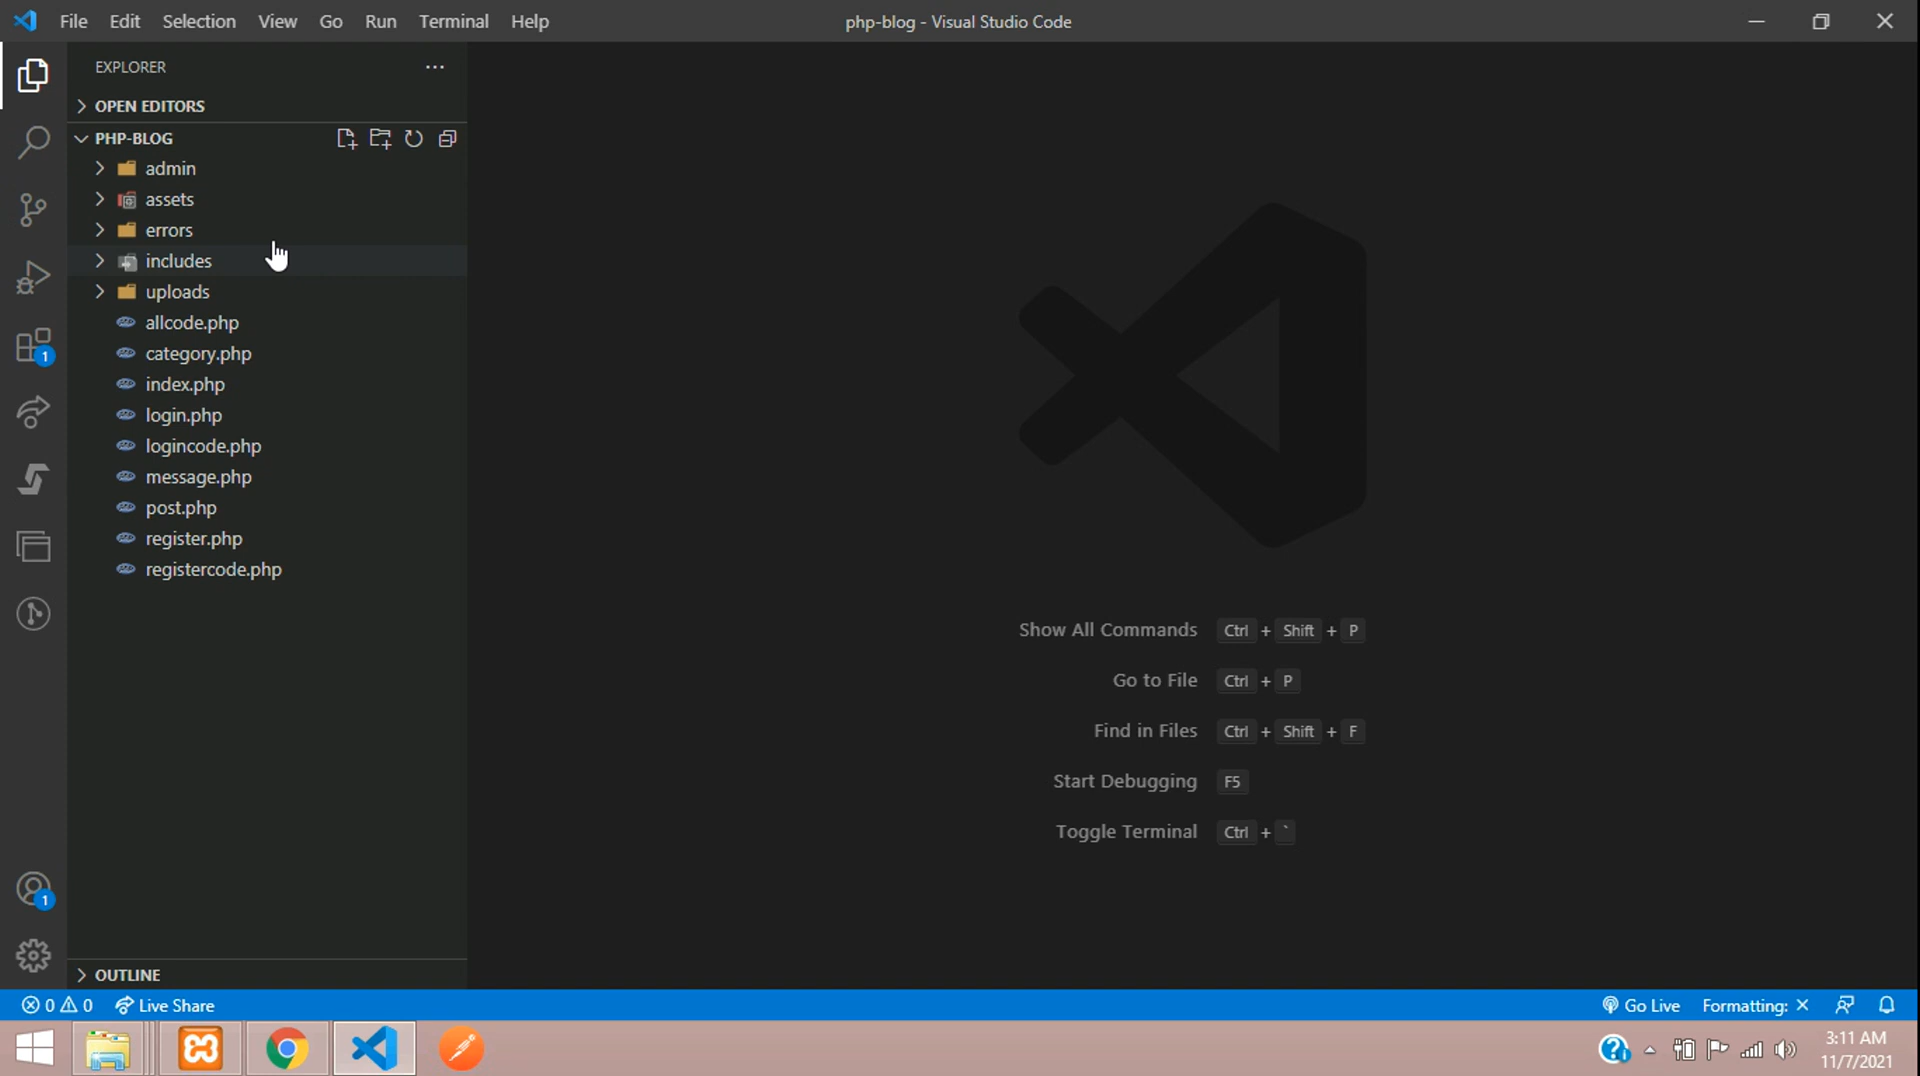 File Edit Selection View Go Run Terminal Help
php-blog - Visual Studio Code
EXPLORER
OPEN EDITORS
PHP-BLOG
admin
assets
errors
includes
uploads
allcode.php
category.php
index.php
login.php
logincode.php
message.php
post.php
register.php
registercode.php
1
Show All Commands Ctrl + Shift + P
Go to File Ctrl + P
Find in Files Ctrl + Shift + F
Start Debugging F5
Toggle Terminal Ctrl + `
1
OUTLINE
0 0 Live Share
Go Live Formatting: ×
3:11 AM
11/7/2021